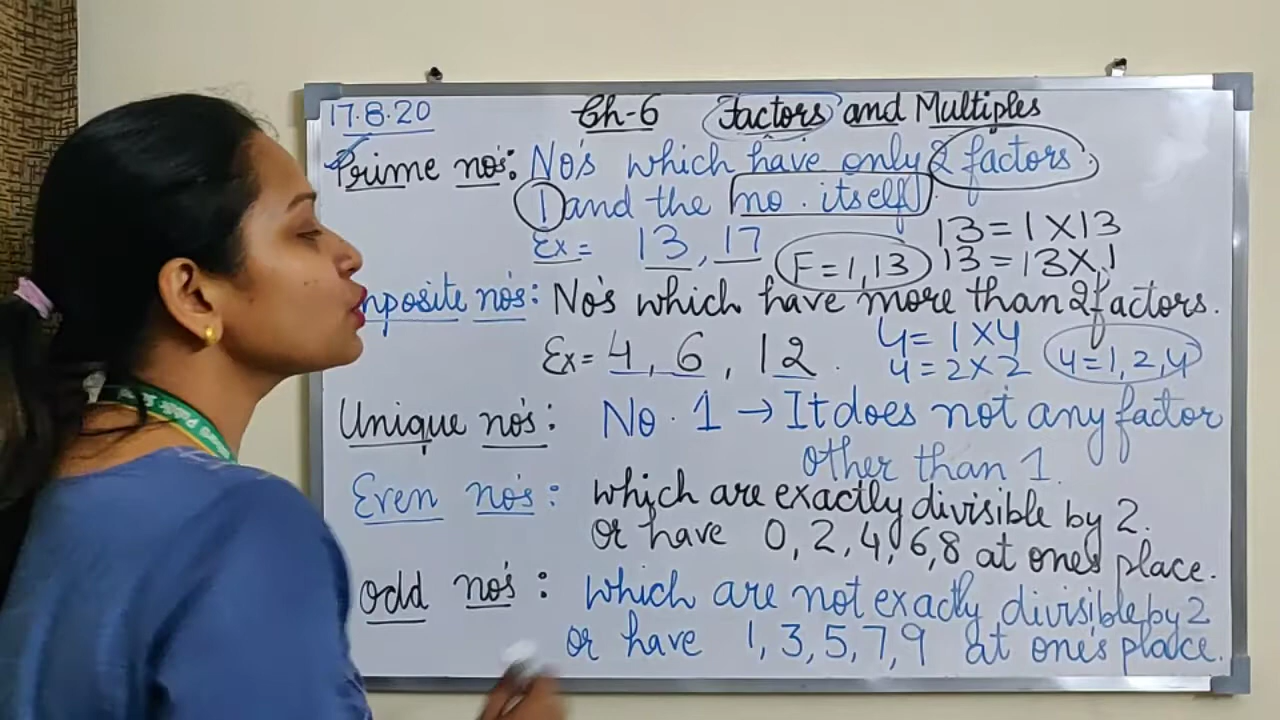 17.8.20 Ch-6 Factors and Multiples
Prime no's: No's which have only 2 factors
1 and the no. itself.
Ex = 13, 17
13 = 1 X 13
F = 1, 13
13 = 13 X 1
mposite no's: No's which have more than 2 factors.
Ex = 4, 6, 12.
4 = 1 X 4
4 = 2 X 2
4 = 1, 2, 4
Unique no's: No. 1 → It does not any factor
other than 1.
Even no's: which are exactly divisible by 2.
or have 0, 2, 4, 6, 8 at one's place.
odd no's: which are not exactly divisible by 2
or have 1, 3, 5, 7, 9 at one's place.